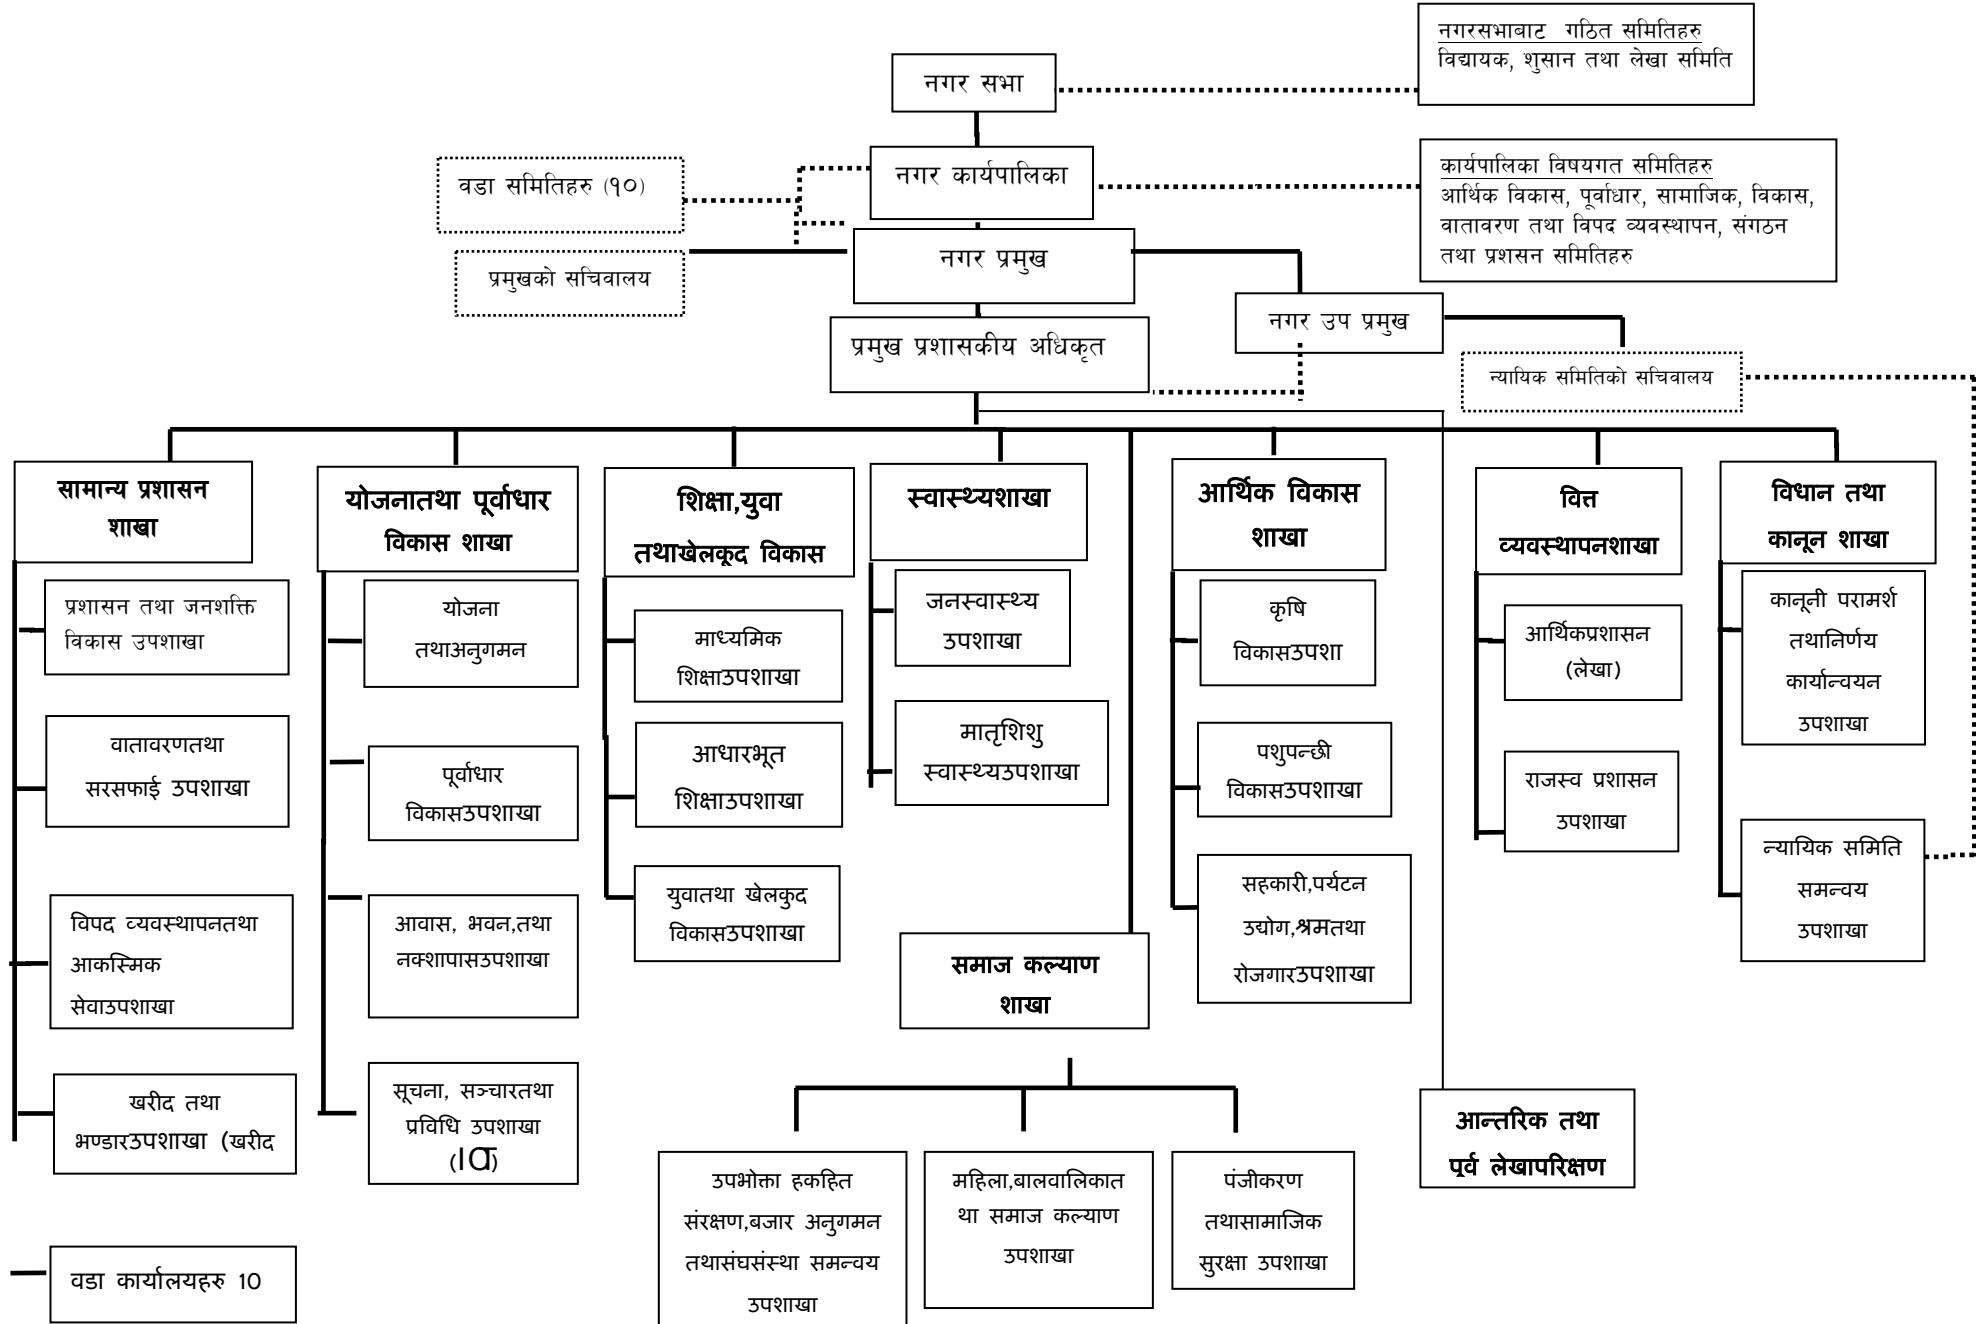 नगरसभाबाट गठित समितिहरु
विद्यायक, शुसान तथा लेखा समिति
नगर सभा
नगर कार्यपालिका
कार्यपालिका विषयगत समितिहरु
आर्थिक विकास, पूर्वाधार, सामाजिक, विकास,
वातावरण तथा विपद व्यवस्थापन, संगठन
तथा प्रशसन समितिहरु
वडा समितिहरु (१०)
नगर प्रमुख
प्रमुखको सचिवालय
नगर उप प्रमुख
प्रमुख प्रशासकीय अधिकृत
न्यायिक समितिको सचिवालय
सामान्य प्रशासन
शाखा
योजनातथा पूर्वाधार
विकास शाखा
शिक्षा,युवा
तथाखेलकूद विकास
स्वास्थ्यशाखा
आर्थिक विकास
शाखा
वित्त
व्यवस्थापनशाखा
विधान तथा
कानून शाखा
प्रशासन तथा जनशक्ति
विकास उपशाखा
वातावरणतथा
सरसफाई उपशाखा
विपद व्यवस्थापनतथा
आकस्मिक
सेवाउपशाखा
खरीद तथा
भण्डारउपशाखा (खरीद
वडा कार्यालयहरु 10
योजना
तथाअनुगमन
पूर्वाधार
विकासउपशाखा
आवास, भवन,तथा
नक्शापासउपशाखा
सूचना, सञ्चारतथा
प्रविधि उपशाखा
माध्यमिक
शिक्षाउपशाखा
आधारभूत
शिक्षाउपशाखा
युवातथा खेलकुद
विकासउपशाखा
जनस्वास्थ्य
उपशाखा
मातृशिशु
स्वास्थ्यउपशाखा
समाज कल्याण
शाखा
उपभोक्ता हकहित
संरक्षण,बजार अनुगमन
तथासंघसंस्था समन्वय
उपशाखा
महिला,बालवालिकात
था समाज कल्याण
उपशाखा
पंजीकरण
तथासामाजिक
सुरक्षा उपशाखा
कृषि
विकासउपशा
पशुपन्छी
विकासउपशाखा
सहकारी,पर्यटन
उद्योग,श्रमतथा
रोजगारउपशाखा
आर्थिकप्रशासन
(लेखा)
राजस्व प्रशासन
उपशाखा
कानूनी परामर्श
तथानिर्णय
कार्यान्वयन
उपशाखा
न्यायिक समिति
समन्वय
उपशाखा
आन्तरिक तथा
पूर्व लेखापरिक्षण